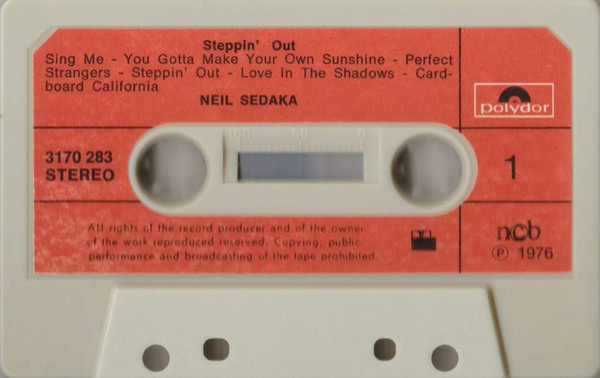 Steppin' Out
Sing Me - You Gotta Make Your Own Sunshine - Perfect
Strangers - Steppin' Out - Love In The Shadows - Card-
board California
NEIL SEDAKA
polydor
3170 283
STEREO
100 50 0
1
All rights of the record producer and of the owner
of the work reproduced reserved. Copying, public
performance and broadcasting of the tape prohibited.
ncb
℗ 1976